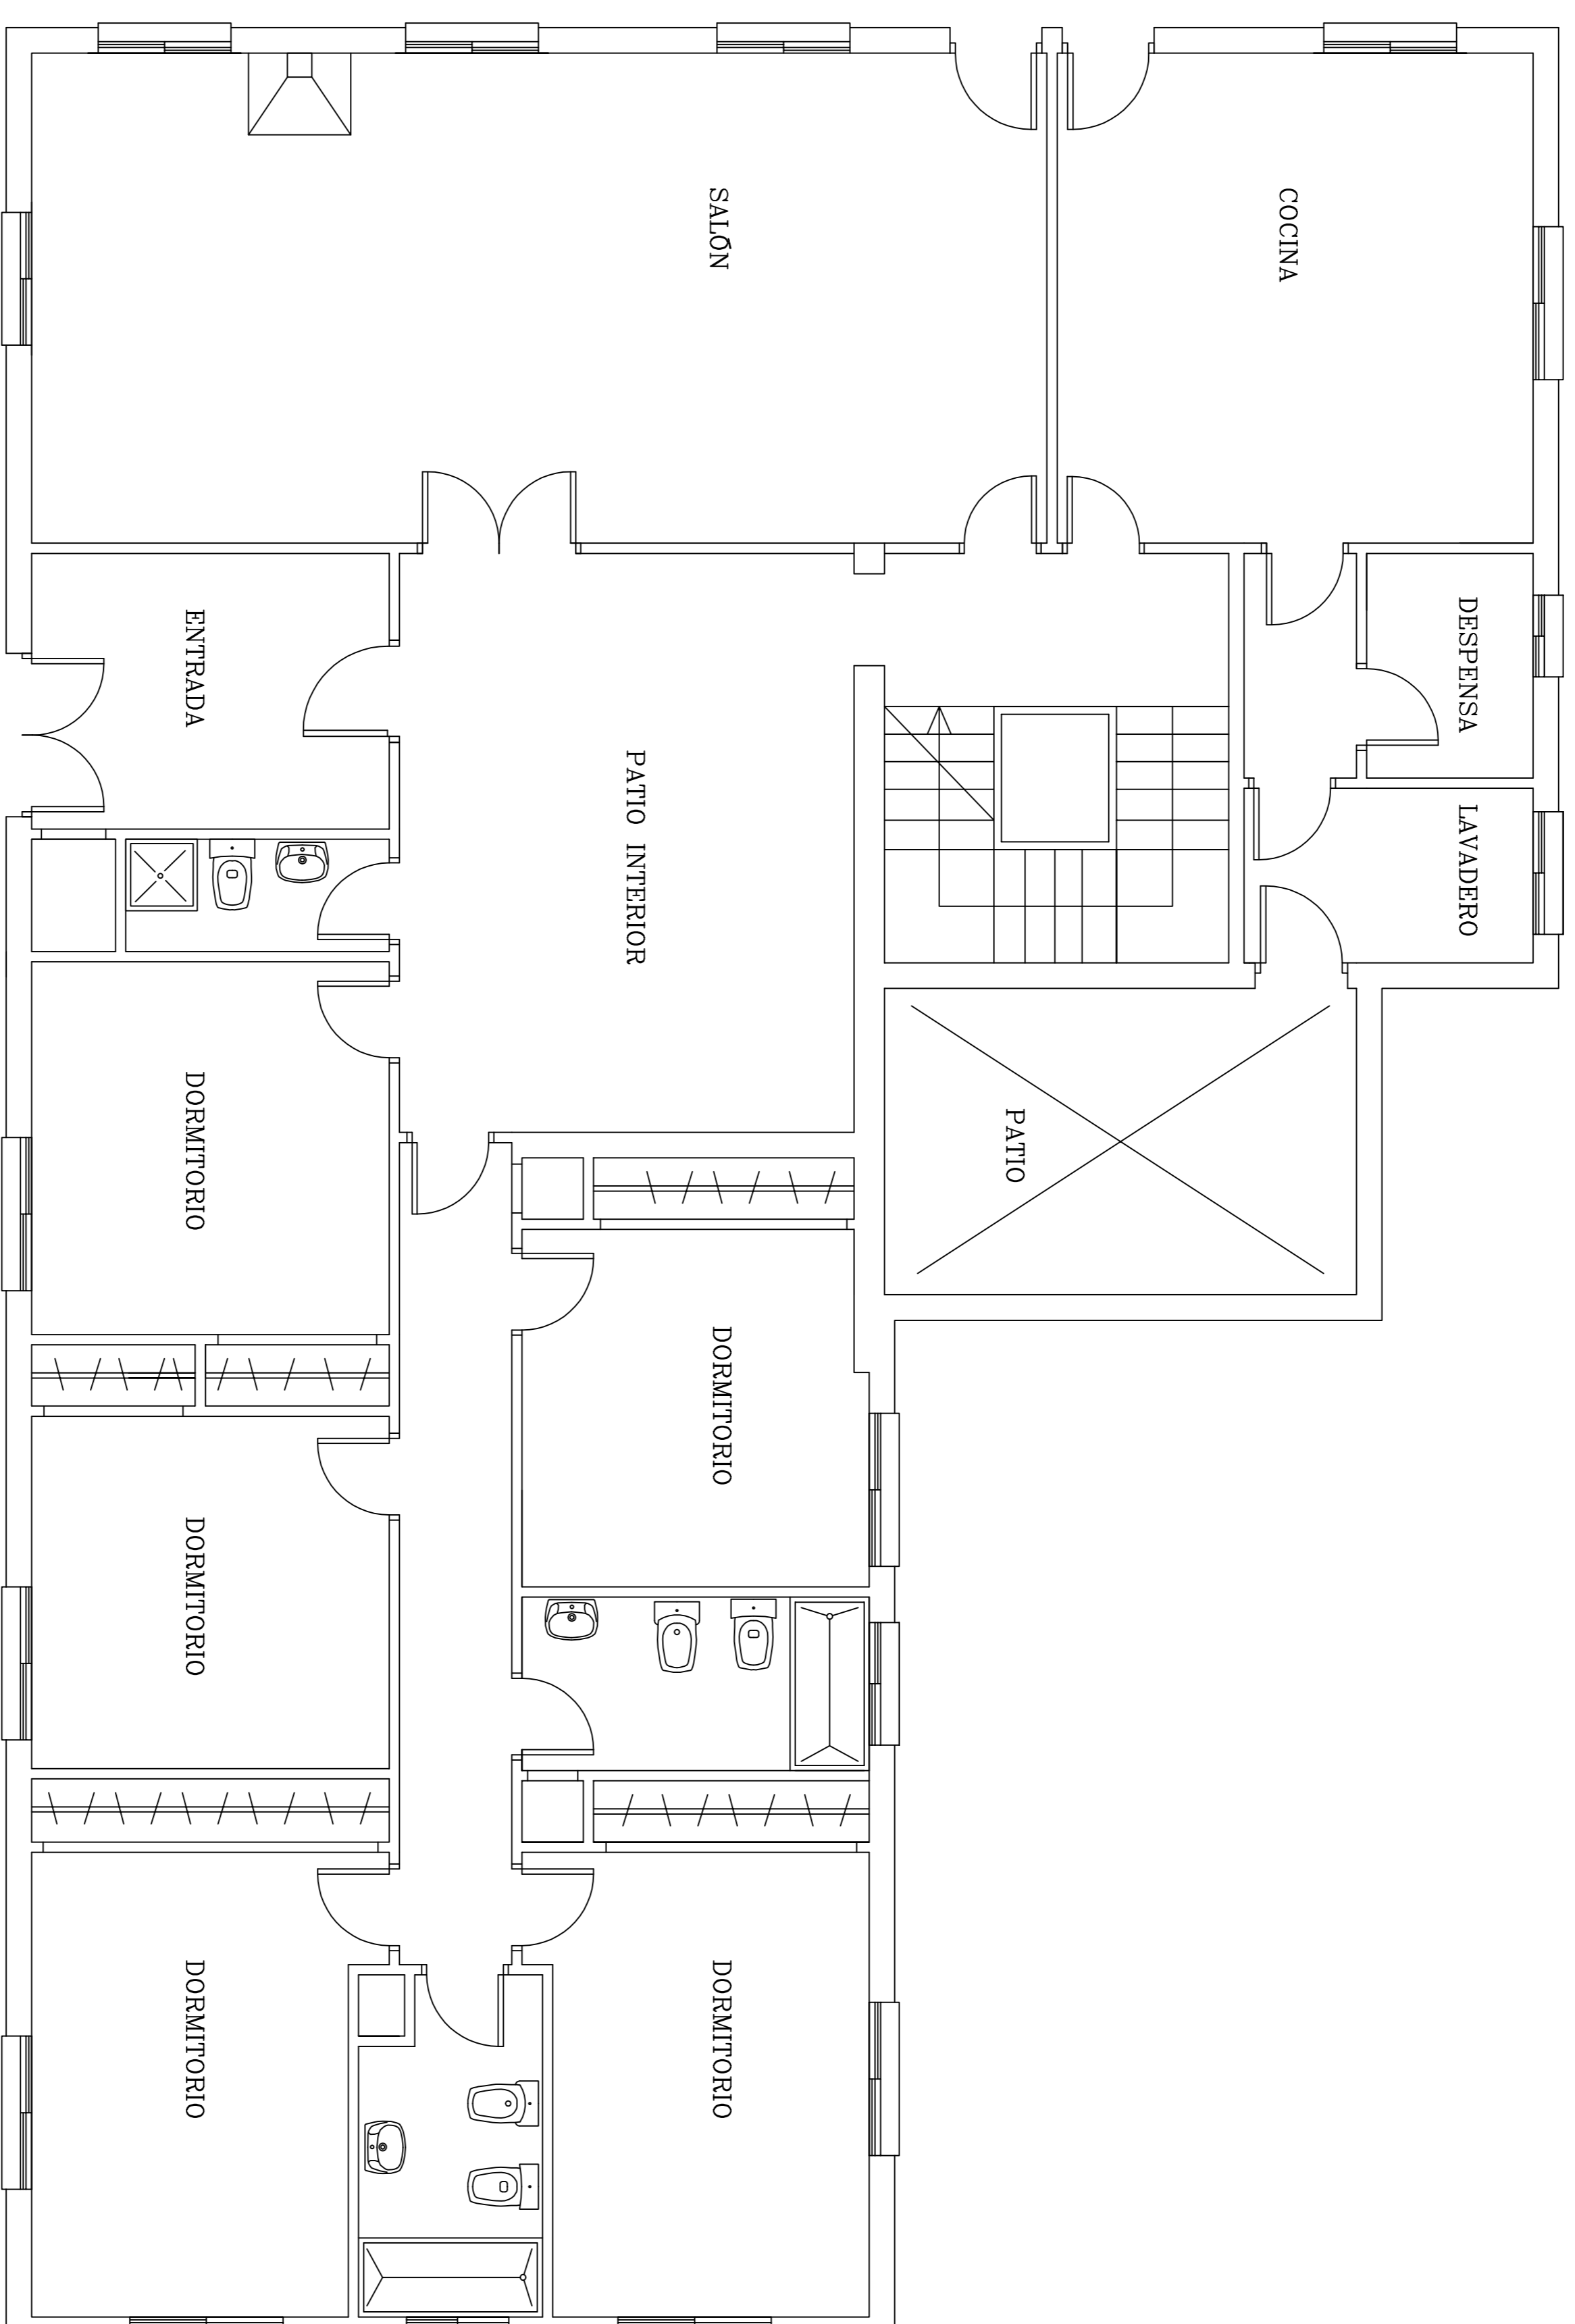 SALÓN
COCINA
ENTRADA
DESPENSA
PATIO INTERIOR
LAVADERO
DORMITORIO
PATIO
DORMITORIO
DORMITORIO
DORMITORIO
DORMITORIO